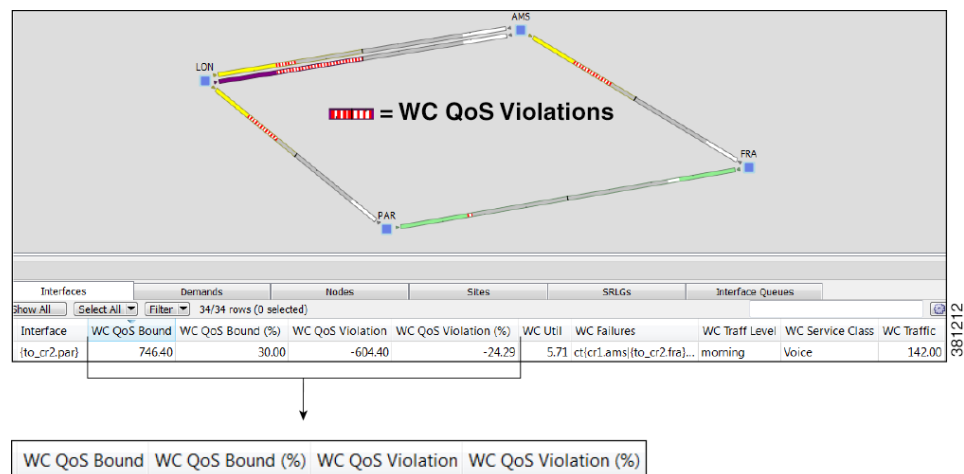 AMS
LON
= WC QoS Violations
FRA
PAR
Interfaces Demands Nodes Sites SRLGs Interface Queues
Show All Select All Filter 34/34 rows (0 selected)
Interface WC QoS Bound WC QoS Bound (%) WC QoS Violation WC QoS Violation (%) WC Util WC Failures WC Traff Level WC Service Class WC Traffic
{to_cr2.par} 746.40 30.00 -604.40 -24.29 5.71 ct{cr1.ams|{to_cr2.fra}... morning Voice 142.00
381212
WC QoS Bound WC QoS Bound (%) WC QoS Violation WC QoS Violation (%)